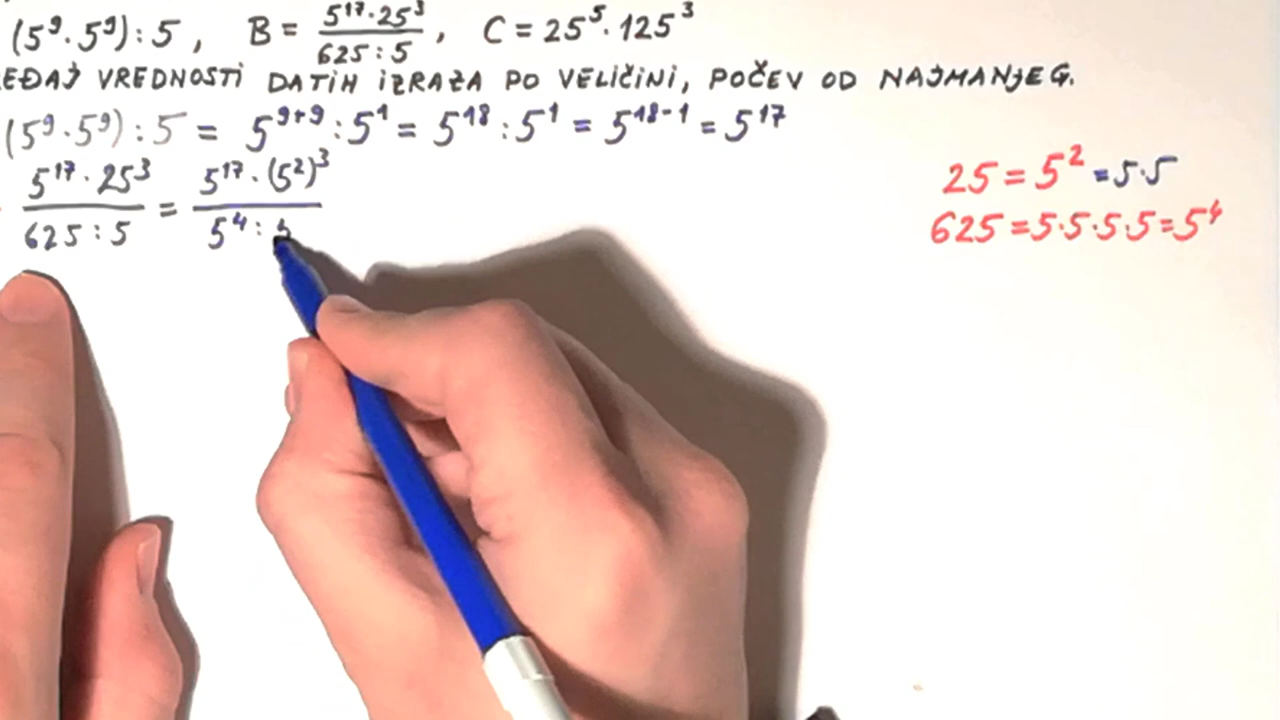 (5⁹·5⁹):5, B = 5¹⁷·25³ / 625:5, C = 25⁵·125³
EĐAJ VREDNOSTI DATIH IZRAZA PO VELIČINI, POČEV OD NAJMANJEG.
(5⁹·5⁹):5 = 5⁹⁺⁹:5¹ = 5¹⁸:5¹ = 5¹⁸⁻¹ = 5¹⁷
5¹⁷·25³ / 625:5 = 5¹⁷·(5²)³ / 5⁴:
25 = 5² = 5·5
625 = 5·5·5·5 = 5⁴